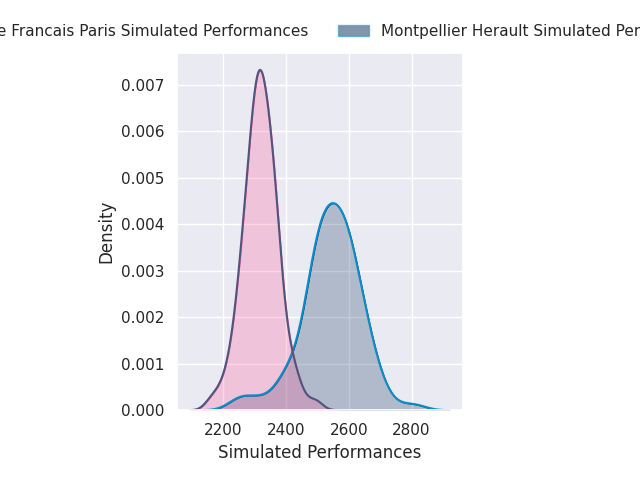 e Francais Paris Simulated Performances Montpellier Herault Simulated Per
0.007
0.006
0.005
0.004
0.003
0.002
0.001
0.000
Density
2200 2400 2600 2800
Simulated Performances